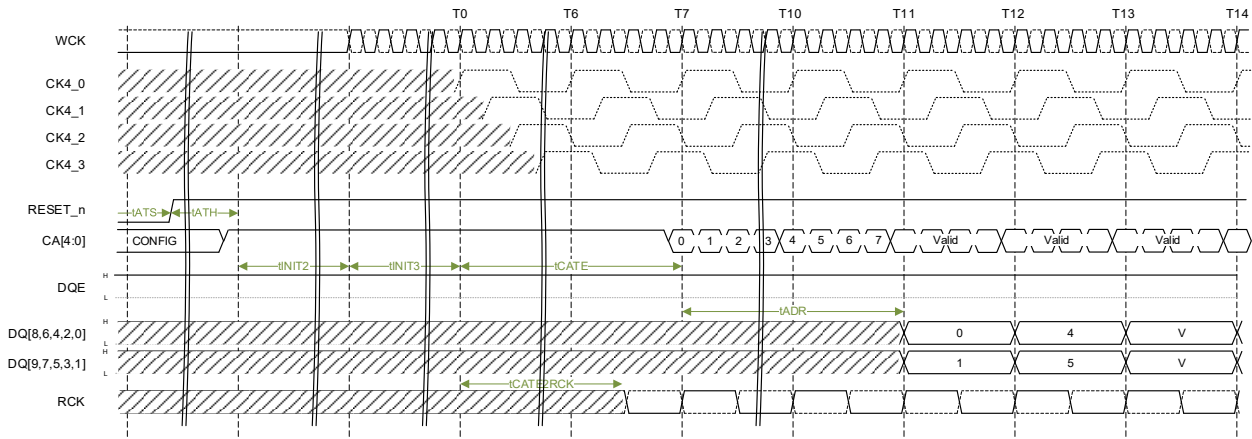 T0 T6 T7 T10 T11 T12 T13 T14
WCK
CK4_0
CK4_1
CK4_2
CK4_3
RESET_n tATS tATH
CA[4:0] CONFIG 0 1 2 3 4 5 6 7 Valid Valid Valid
tINIT2 tINIT3 tCATE
H
DQE
L
tADR
H
DQ[8,6,4,2,0] 0 4 V
L
H
DQ[9,7,5,3,1] 1 5 V
L
tCATE2RCK
RCK